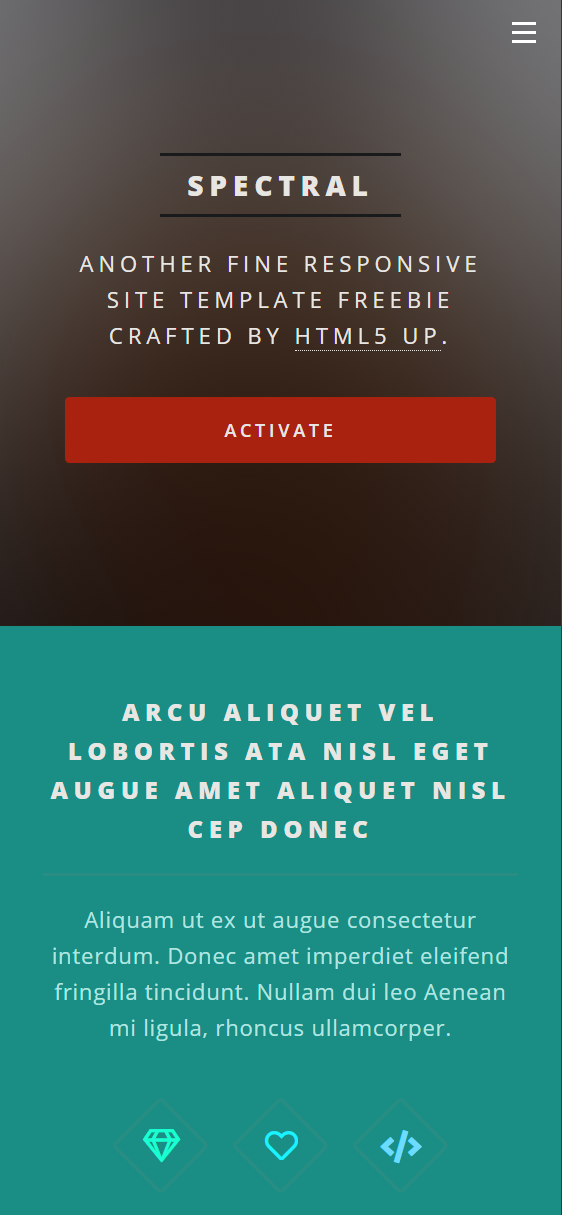 SPECTRAL
ANOTHER FINE RESPONSIVE
SITE TEMPLATE FREEBIE
CRAFTED BY HTML5 UP.
ACTIVATE
ARCU ALIQUET VEL
LOBORTIS ATA NISL EGET
AUGUE AMET ALIQUET NISL
CEP DONEC
Aliquam ut ex ut augue consectetur
interdum. Donec amet imperdiet eleifend
fringilla tincidunt. Nullam dui leo Aenean
mi ligula, rhoncus ullamcorper.